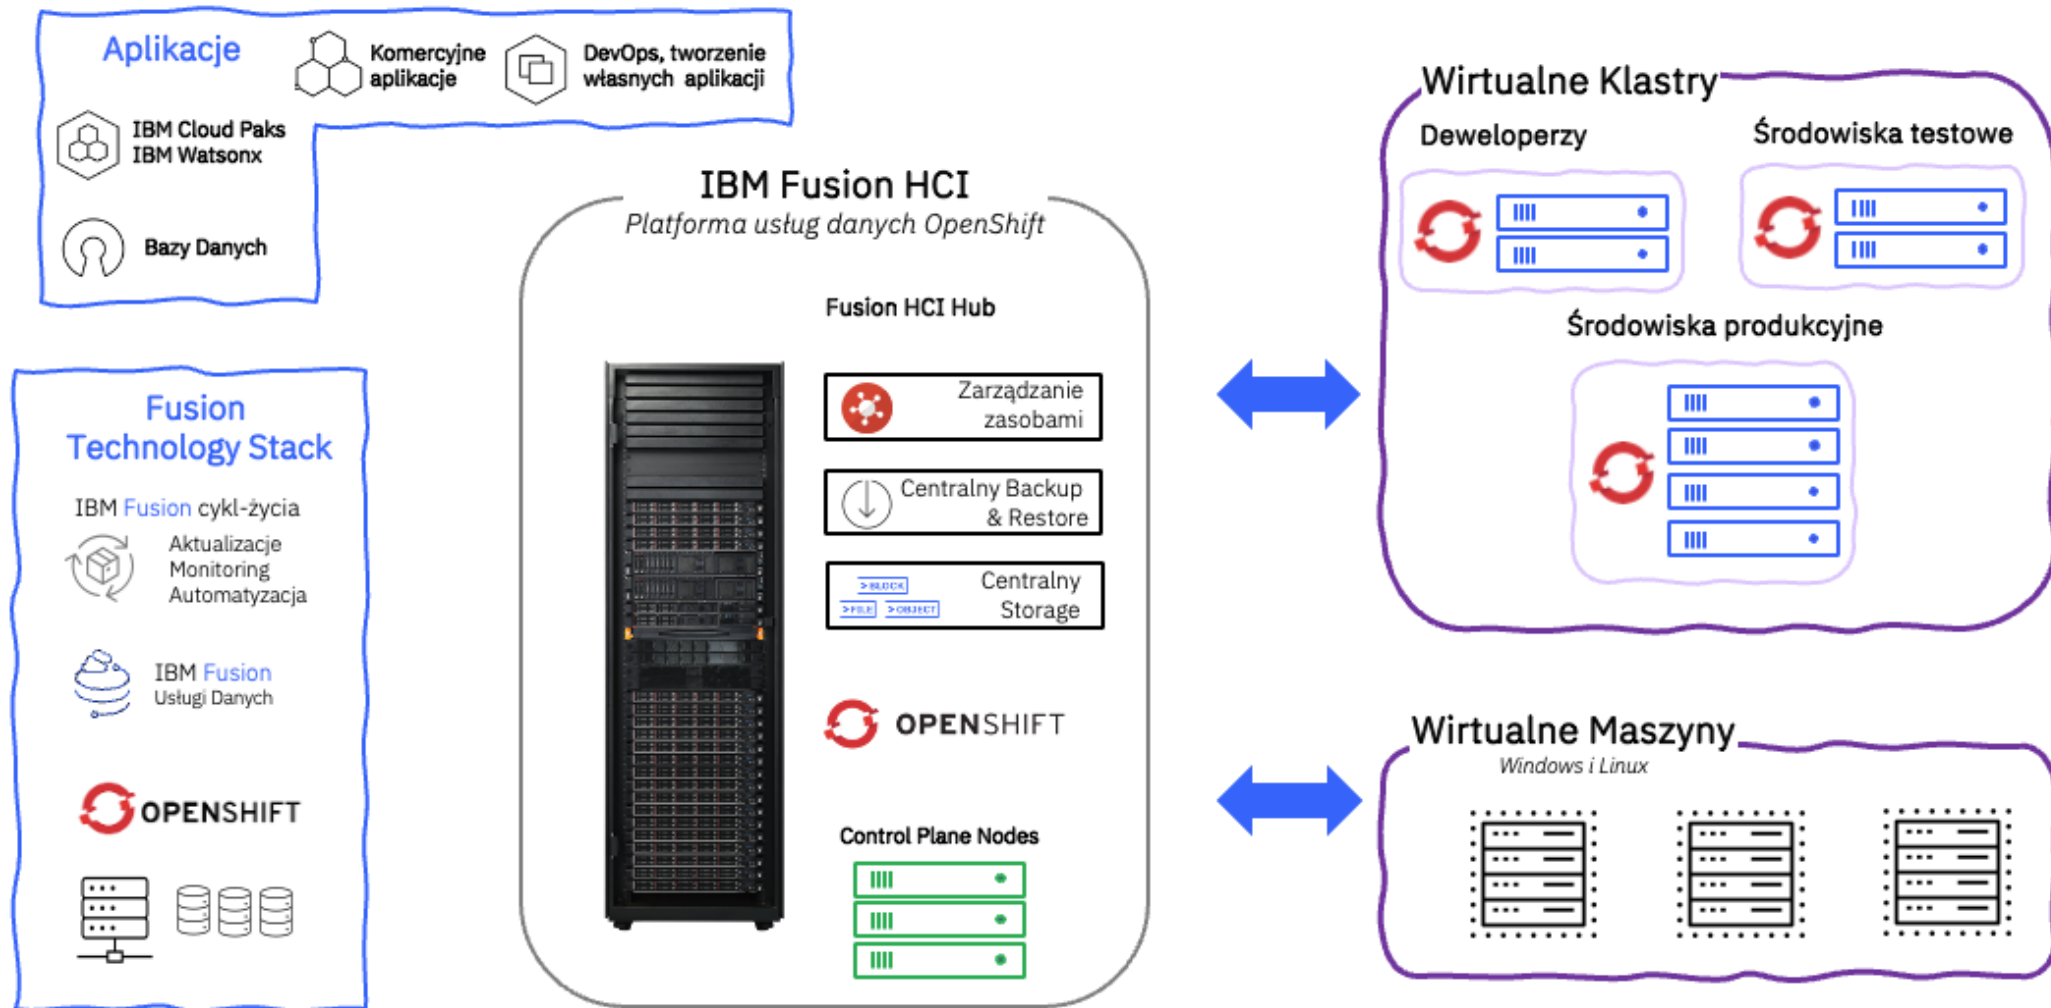 Aplikacje
Komercyjne
aplikacje
DevOps, tworzenie
własnych aplikacji
IBM Cloud Paks
IBM Watsonx
Bazy Danych
Fusion
Technology Stack
IBM Fusion cykl-życia
Aktualizacje
Monitoring
Automatyzacja
IBM Fusion
Usługi Danych
OPENSHIFT
IBM Fusion HCI
Platforma usług danych OpenShift
Fusion HCI Hub
Zarządzanie
zasobami
Centralny Backup
& Restore
>BLOCK
>FILE >OBJECT
Centralny
Storage
OPENSHIFT
Control Plane Nodes
Wirtualne Klastry
Deweloperzy
Środowiska testowe
Środowiska produkcyjne
Wirtualne Maszyny
Windows i Linux